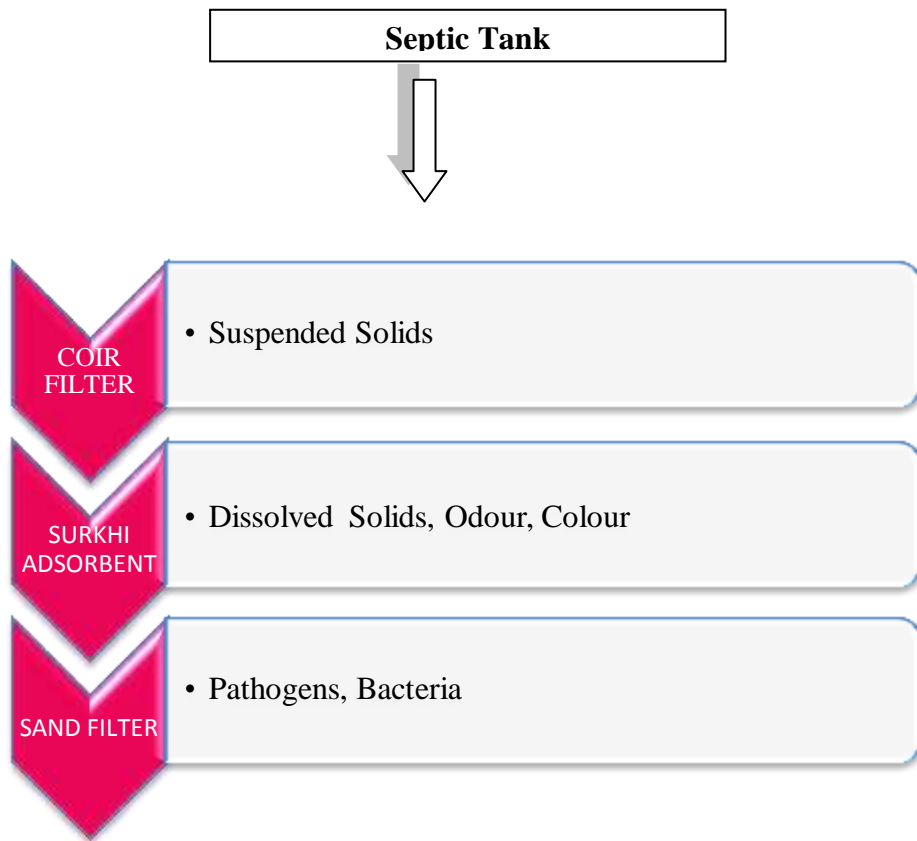 Septic Tank
COIR
FILTER
• Suspended Solids
SURKHI
ADSORBENT
• Dissolved Solids, Odour, Colour
SAND FILTER
• Pathogens, Bacteria